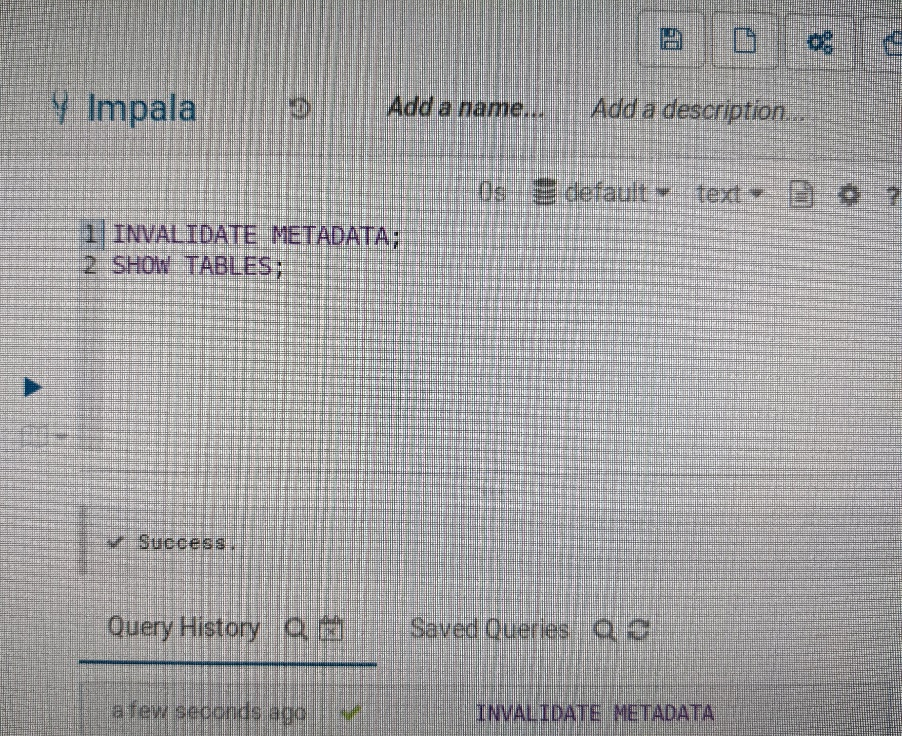 Impala Add a name... Add a description...
0s default text ?
1 INVALIDATE METADATA;
2 SHOW TABLES;
Success.
Query History Saved Queries
a few seconds ago INVALIDATE METADATA